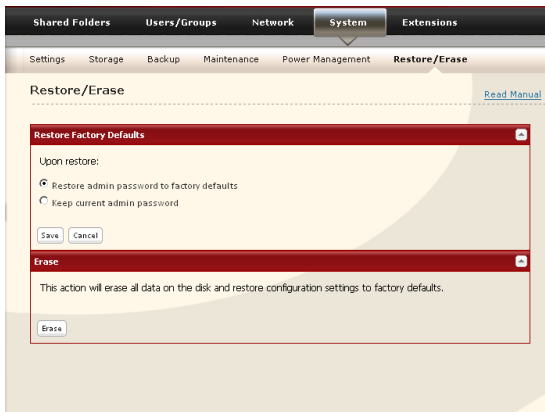 Shared Folders Users/Groups Network System Extensions
Settings Storage Backup Maintenance Power Management Restore/Erase
Restore/Erase
Read Manual
Restore Factory Defaults
Upon restore:
Restore admin password to factory defaults
Keep current admin password
Save Cancel
Erase
This action will erase all data on the disk and restore configuration settings to factory defaults.
Erase